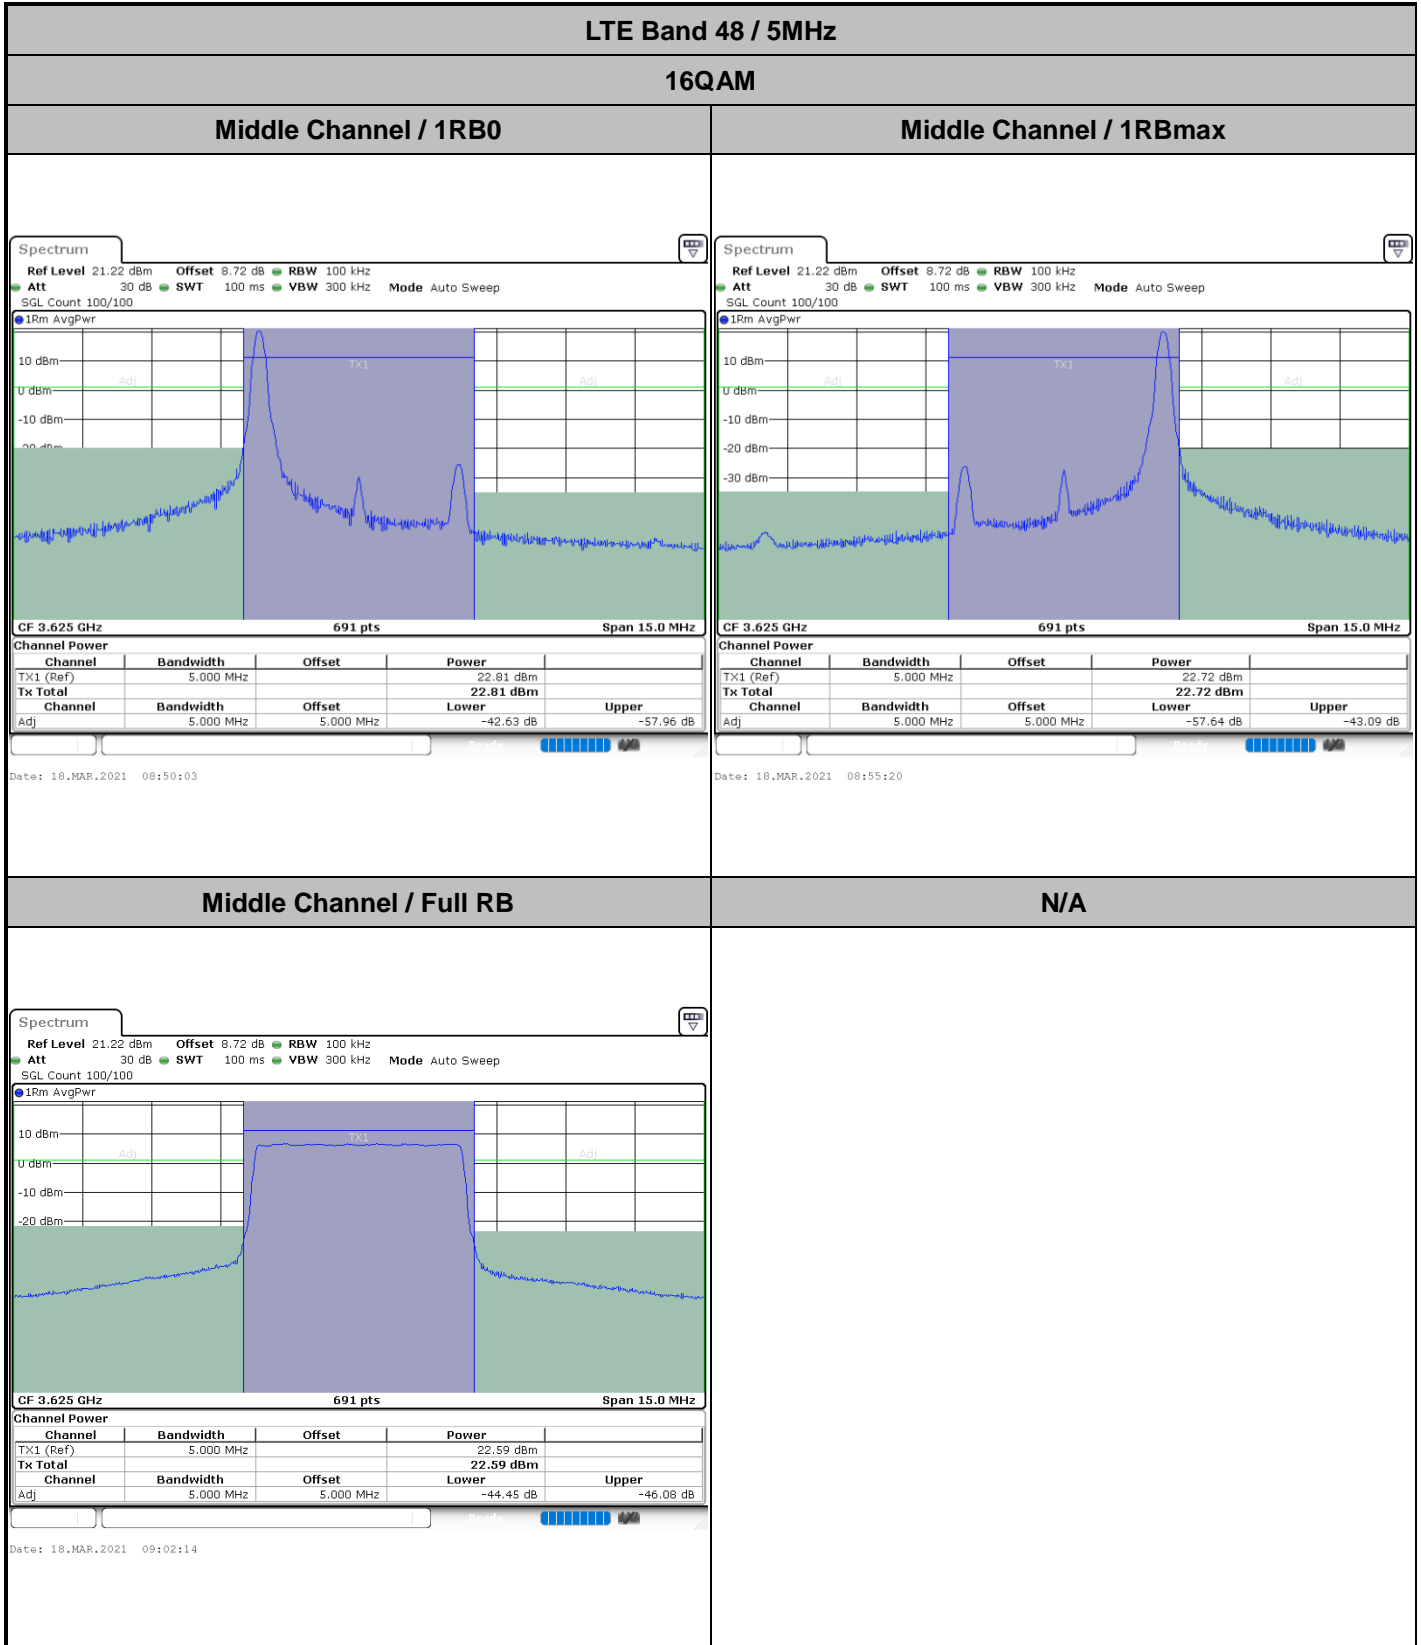 LTE Band 48 / 5MHz
16QAM
Middle Channel / 1RB0
Middle Channel / 1RBmax
Spectrum
Ref Level 21.22 dBm Offset 8.72 dB RBW 100 kHz
Att 30 dB SWT 100 ms VBW 300 kHz Mode Auto Sweep
SGL Count 100/100
1Rm AvgPwr
TX1
10 dBm
Adj
Adj
0 dBm
-10 dBm
-20 dBm
CF 3.625 GHz 691 pts Span 15.0 MHz
Channel Power
Channel Bandwidth Offset Power
TX1 (Ref) 5.000 MHz 22.81 dBm
Tx Total 22.81 dBm
Channel Bandwidth Offset Lower Upper
Adj 5.000 MHz 5.000 MHz -42.63 dB -57.96 dB
Ready
Date: 18.MAR.2021 08:50:03
Spectrum
Ref Level 21.22 dBm Offset 8.72 dB RBW 100 kHz
Att 30 dB SWT 100 ms VBW 300 kHz Mode Auto Sweep
SGL Count 100/100
1Rm AvgPwr
10 dBm
TX1
Adj
Adj
0 dBm
-10 dBm
-20 dBm
-30 dBm
CF 3.625 GHz 691 pts Span 15.0 MHz
Channel Power
Channel Bandwidth Offset Power
TX1 (Ref) 5.000 MHz 22.72 dBm
Tx Total 22.72 dBm
Channel Bandwidth Offset Lower Upper
Adj 5.000 MHz 5.000 MHz -57.64 dB -43.09 dB
Ready
Date: 18.MAR.2021 08:55:20
Middle Channel / Full RB
N/A
Spectrum
Ref Level 21.22 dBm Offset 8.72 dB RBW 100 kHz
Att 30 dB SWT 100 ms VBW 300 kHz Mode Auto Sweep
SGL Count 100/100
1Rm AvgPwr
10 dBm
TX1
Adj
Adj
0 dBm
-10 dBm
-20 dBm
CF 3.625 GHz 691 pts Span 15.0 MHz
Channel Power
Channel Bandwidth Offset Power
TX1 (Ref) 5.000 MHz 22.59 dBm
Tx Total 22.59 dBm
Channel Bandwidth Offset Lower Upper
Adj 5.000 MHz 5.000 MHz -44.45 dB -46.08 dB
Ready
Date: 18.MAR.2021 09:02:14